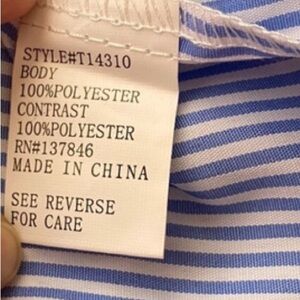 STYLE#T14310
BODY
100%POLYESTER
CONTRAST
100%POLYESTER
RN#137846
MADE IN CHINA
SEE REVERSE
FOR CARE